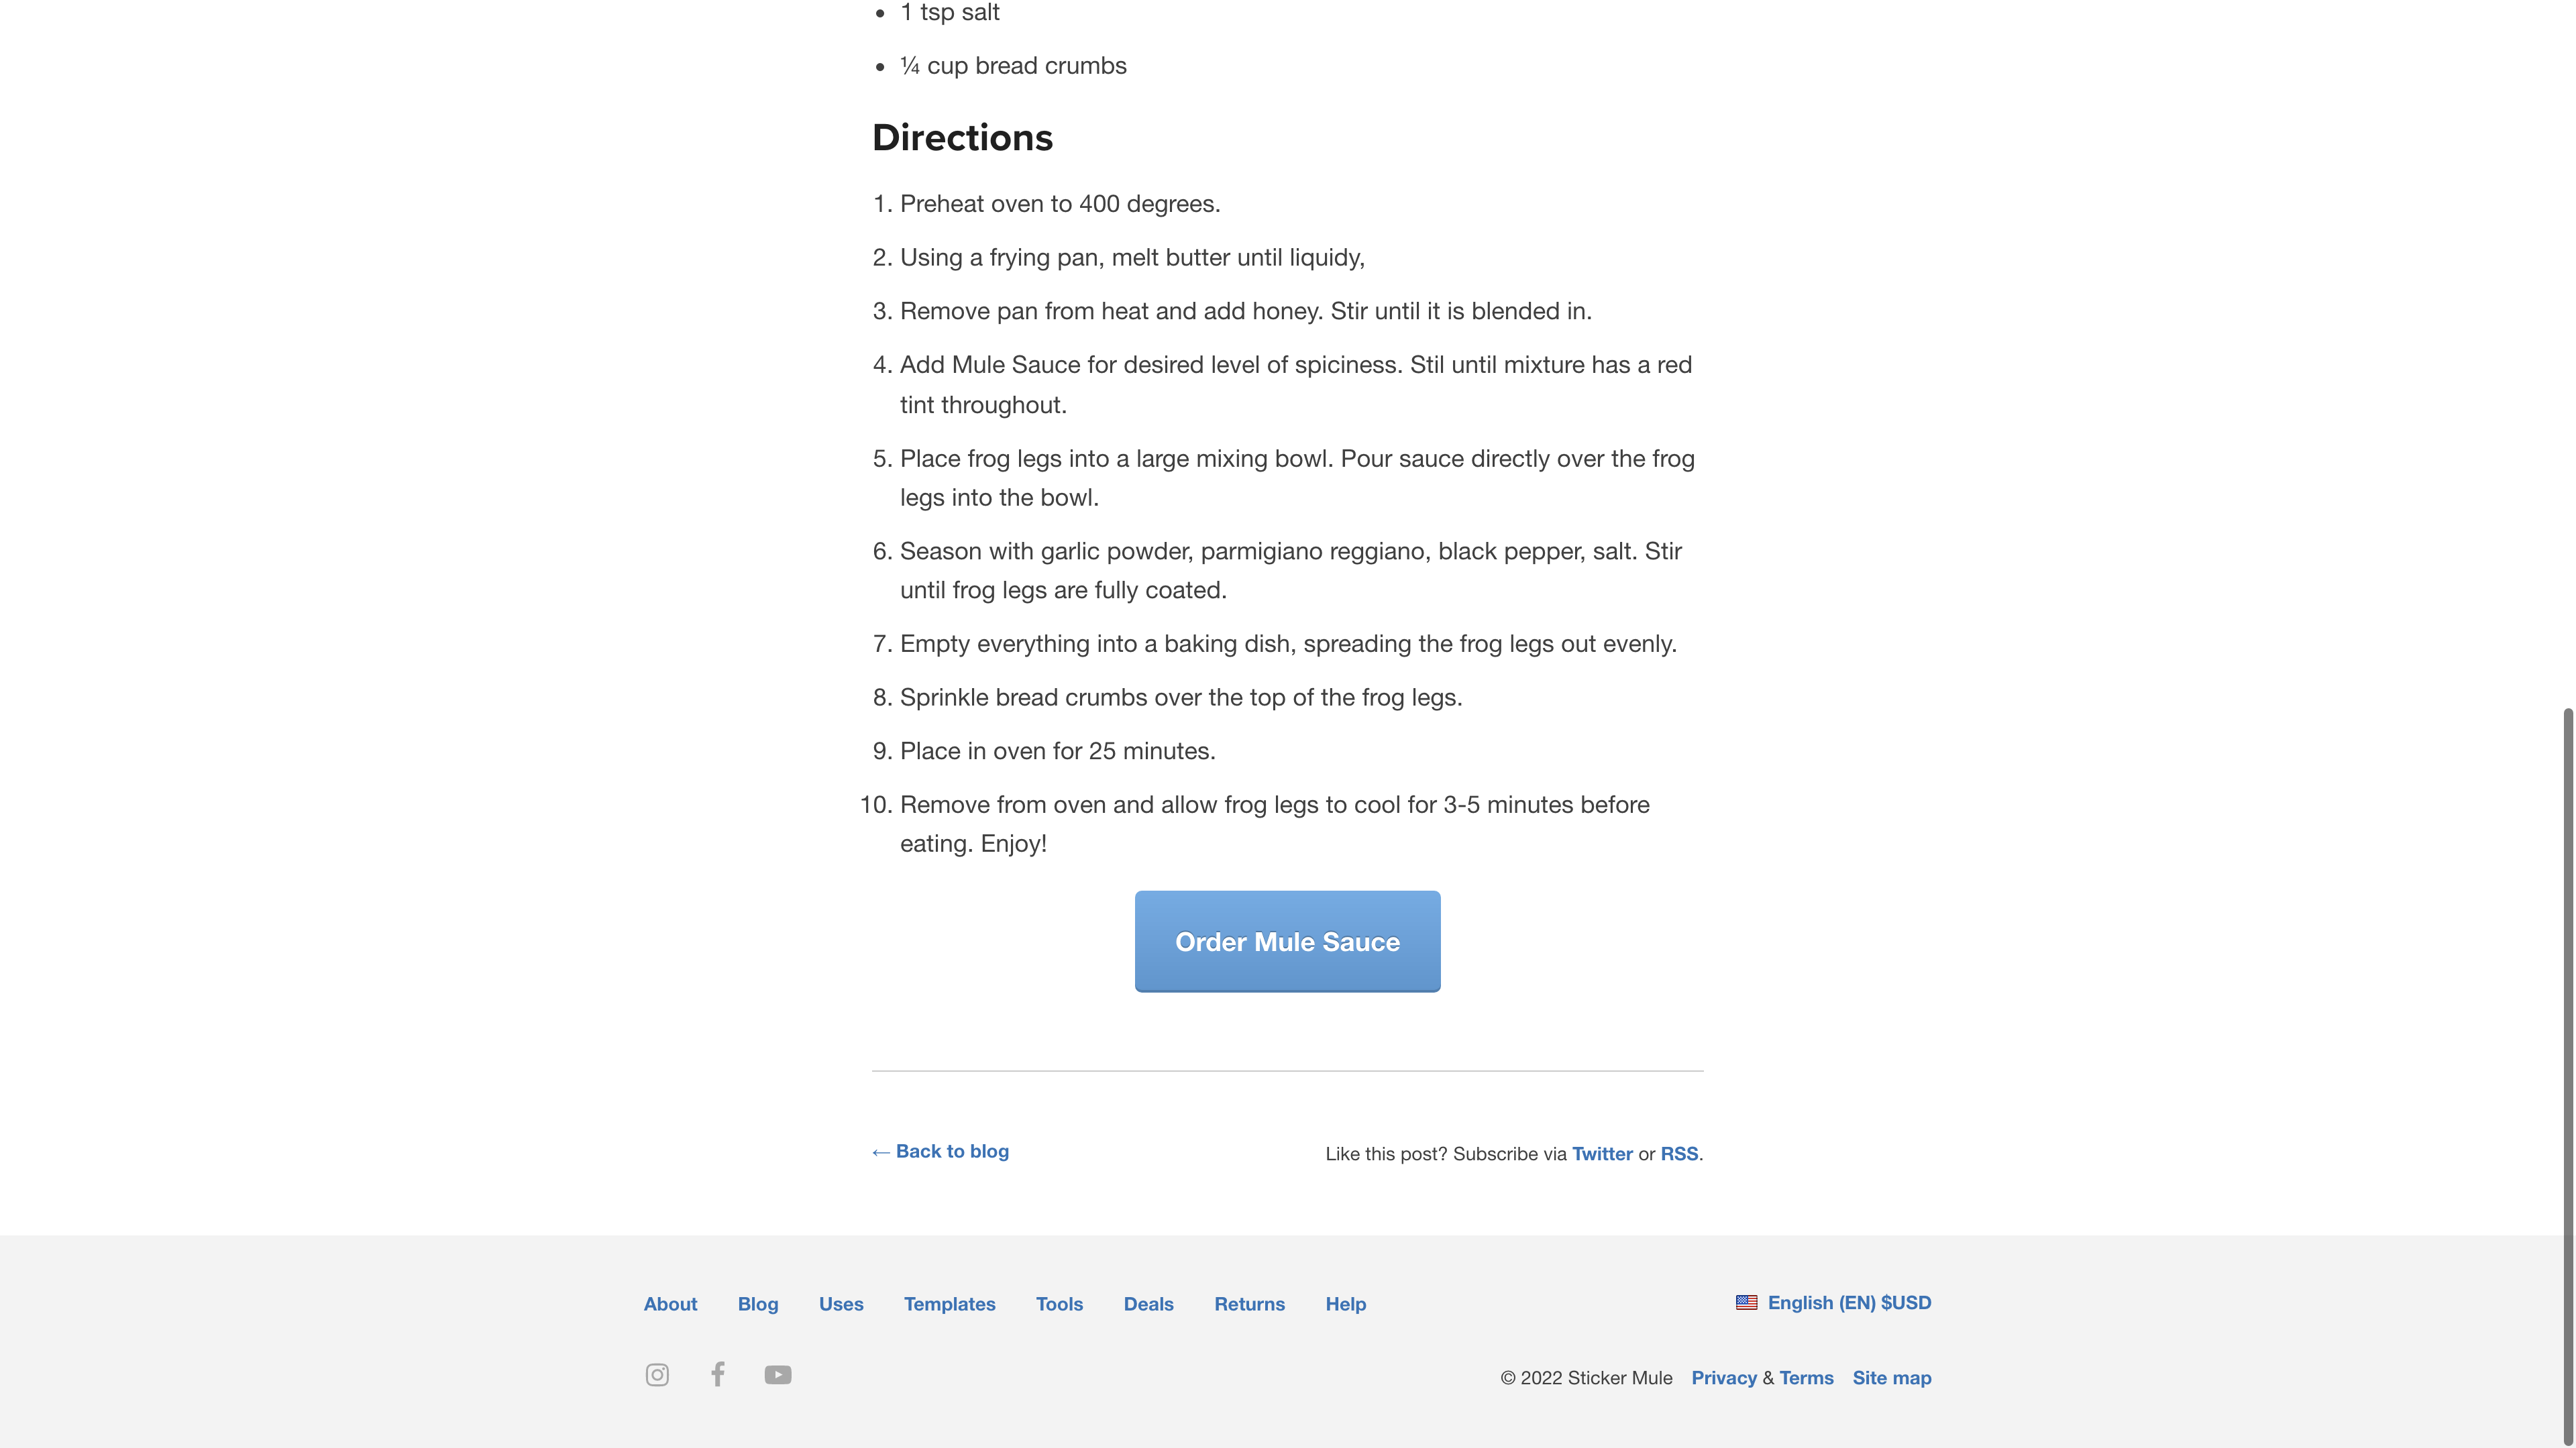 • 1 tsp salt
• ¼ cup bread crumbs
Directions
1. Preheat oven to 400 degrees.
2. Using a frying pan, melt butter until liquidy,
3. Remove pan from heat and add honey. Stir until it is blended in.
4. Add Mule Sauce for desired level of spiciness. Stil until mixture has a red
tint throughout.
5. Place frog legs into a large mixing bowl. Pour sauce directly over the frog
legs into the bowl.
6. Season with garlic powder, parmigiano reggiano, black pepper, salt. Stir
until frog legs are fully coated.
7. Empty everything into a baking dish, spreading the frog legs out evenly.
8. Sprinkle bread crumbs over the top of the frog legs.
9. Place in oven for 25 minutes.
10. Remove from oven and allow frog legs to cool for 3-5 minutes before
eating. Enjoy!
Order Mule Sauce
← Back to blog
Like this post? Subscribe via Twitter or RSS.
About Blog Uses Templates Tools Deals Returns Help
English (EN) $USD
© 2022 Sticker Mule Privacy & Terms Site map